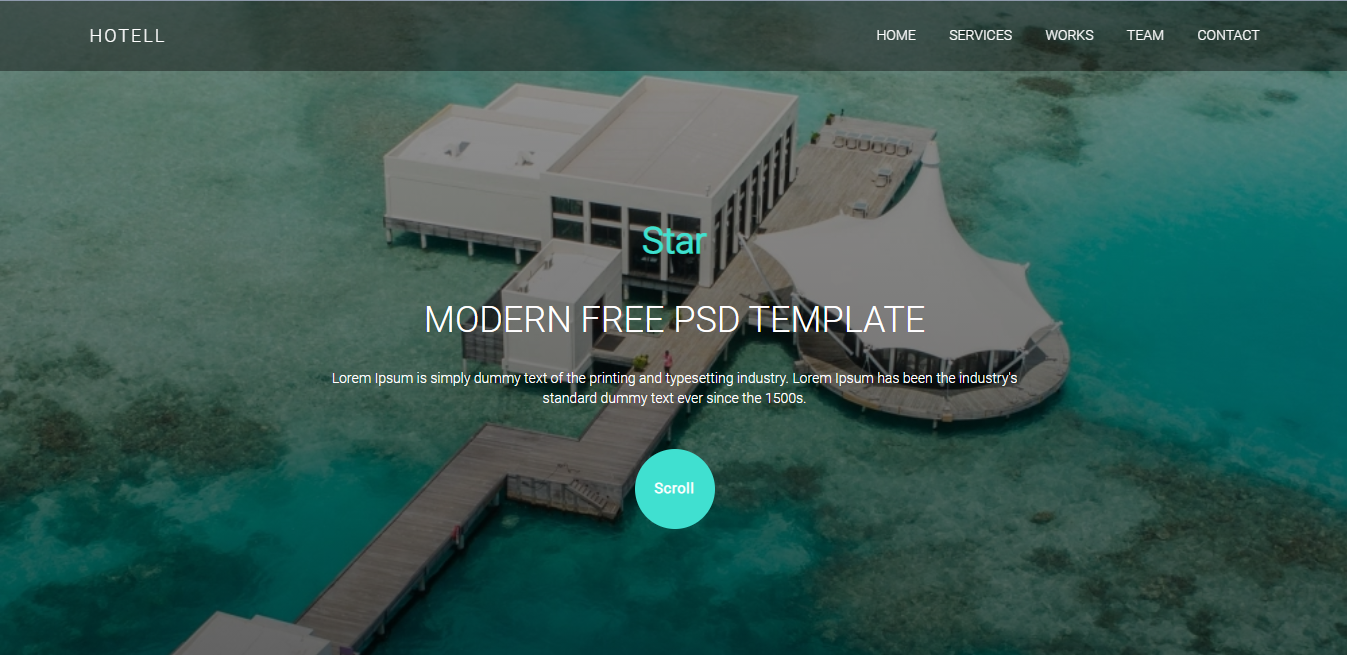 HOTELL
HOME SERVICES WORKS TEAM CONTACT
Star
MODERN FREE PSD TEMPLATE
Lorem Ipsum is simply dummy text of the printing and typesetting industry. Lorem Ipsum has been the industry's
standard dummy text ever since the 1500s.
Scroll